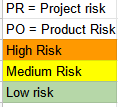 PR = Project risk
PO = Product Risk
High Risk
Medium Risk
Low risk